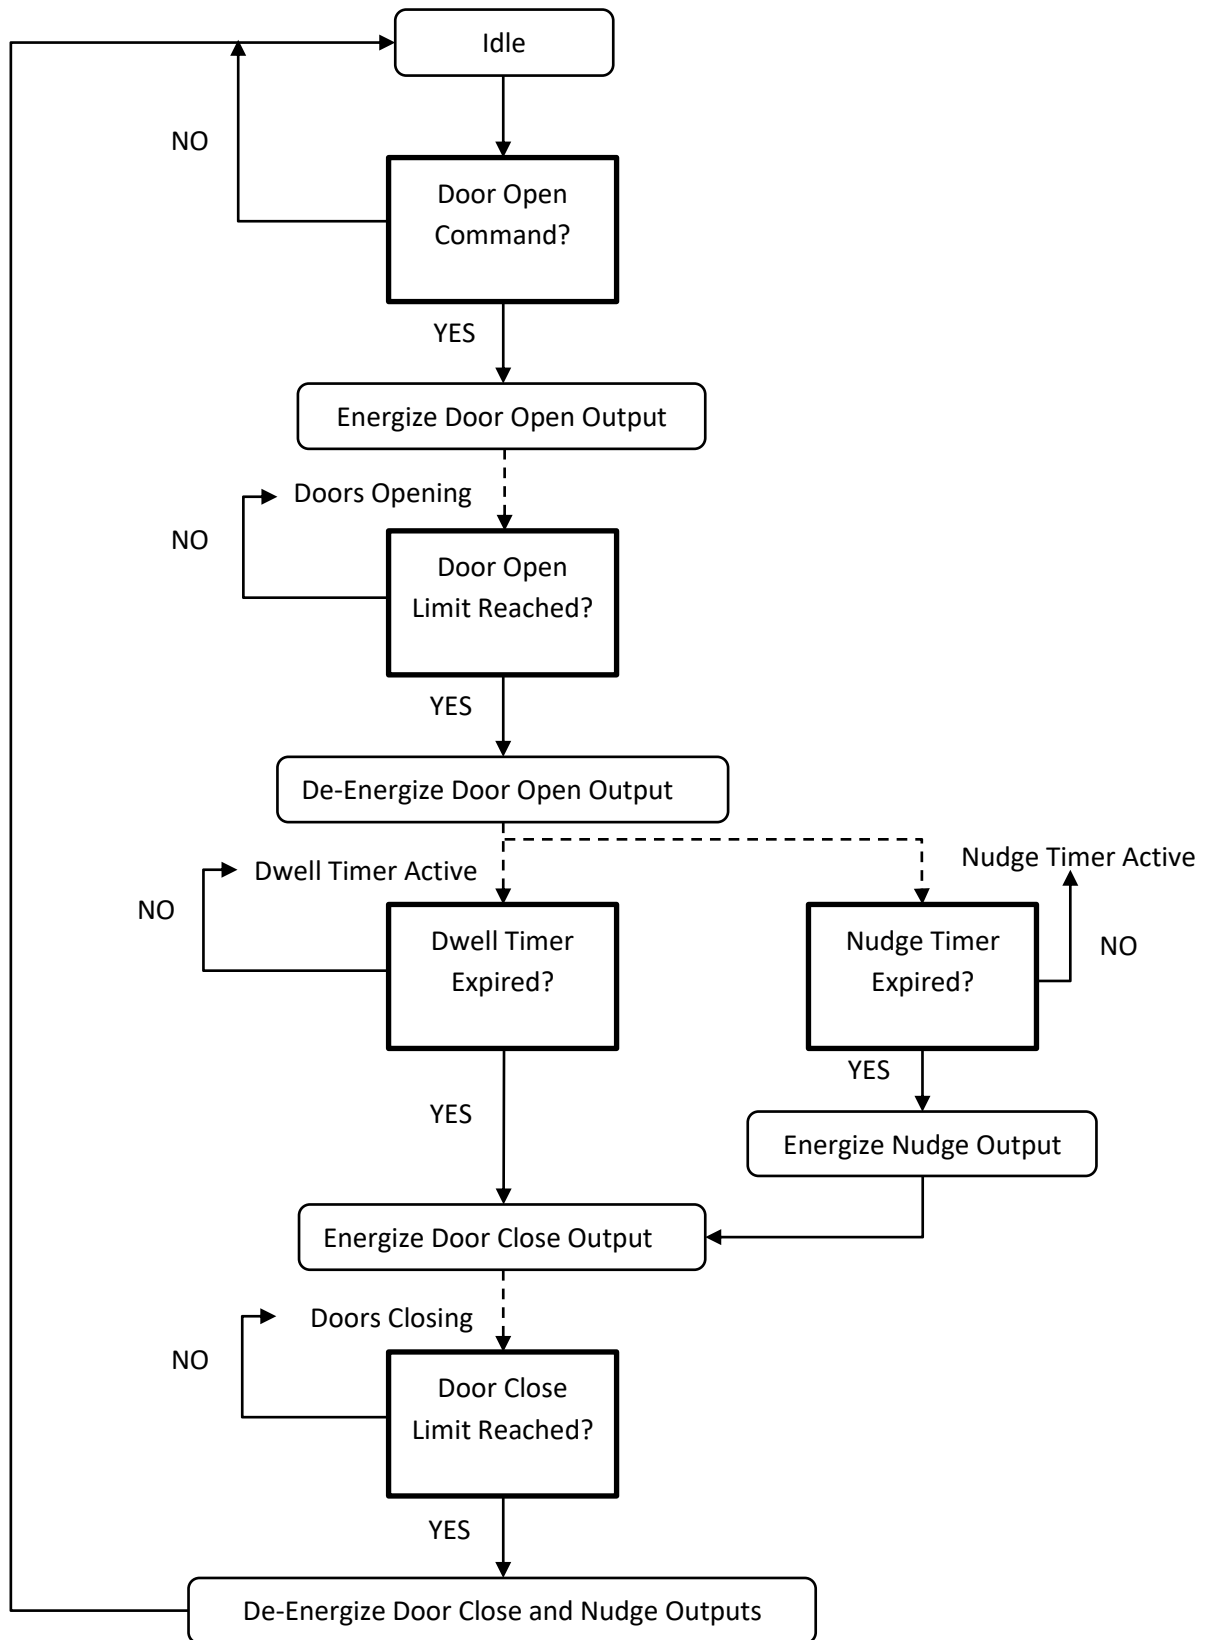 Idle
NO
Door Open
Command?
YES
Energize Door Open Output
Doors Opening
NO
Door Open
Limit Reached?
YES
De-Energize Door Open Output
Dwell Timer Active
Nudge Timer Active
NO
Dwell Timer
Expired?
Nudge Timer
Expired?
NO
YES
YES
Energize Nudge Output
Energize Door Close Output
Doors Closing
NO
Door Close
Limit Reached?
YES
De-Energize Door Close and Nudge Outputs